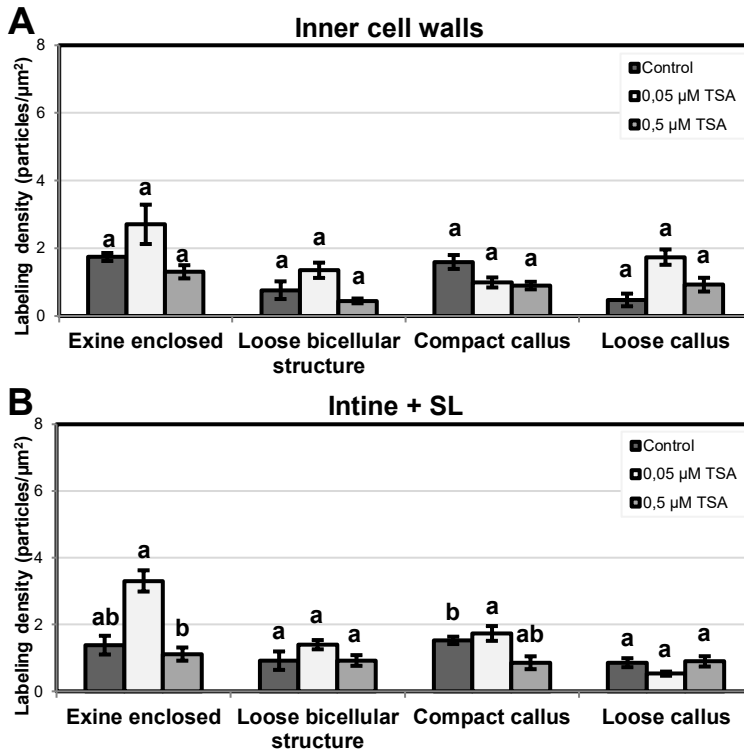 A
Inner cell walls
Labeling density (particles/µm²)
8
6
4
2
0
Control
0,05 µM TSA
0,5 µM TSA
a a a
a a a
a a a
a a a
Exine enclosed
Loose bicellular
structure
Compact callus
Loose callus
B
Intine + SL
Labeling density (particles/µm²)
8
6
4
2
0
Control
0,05 µM TSA
0,5 µM TSA
ab a b
a a a
b a ab
a a a
Exine enclosed
Loose bicellular
structure
Compact callus
Loose callus